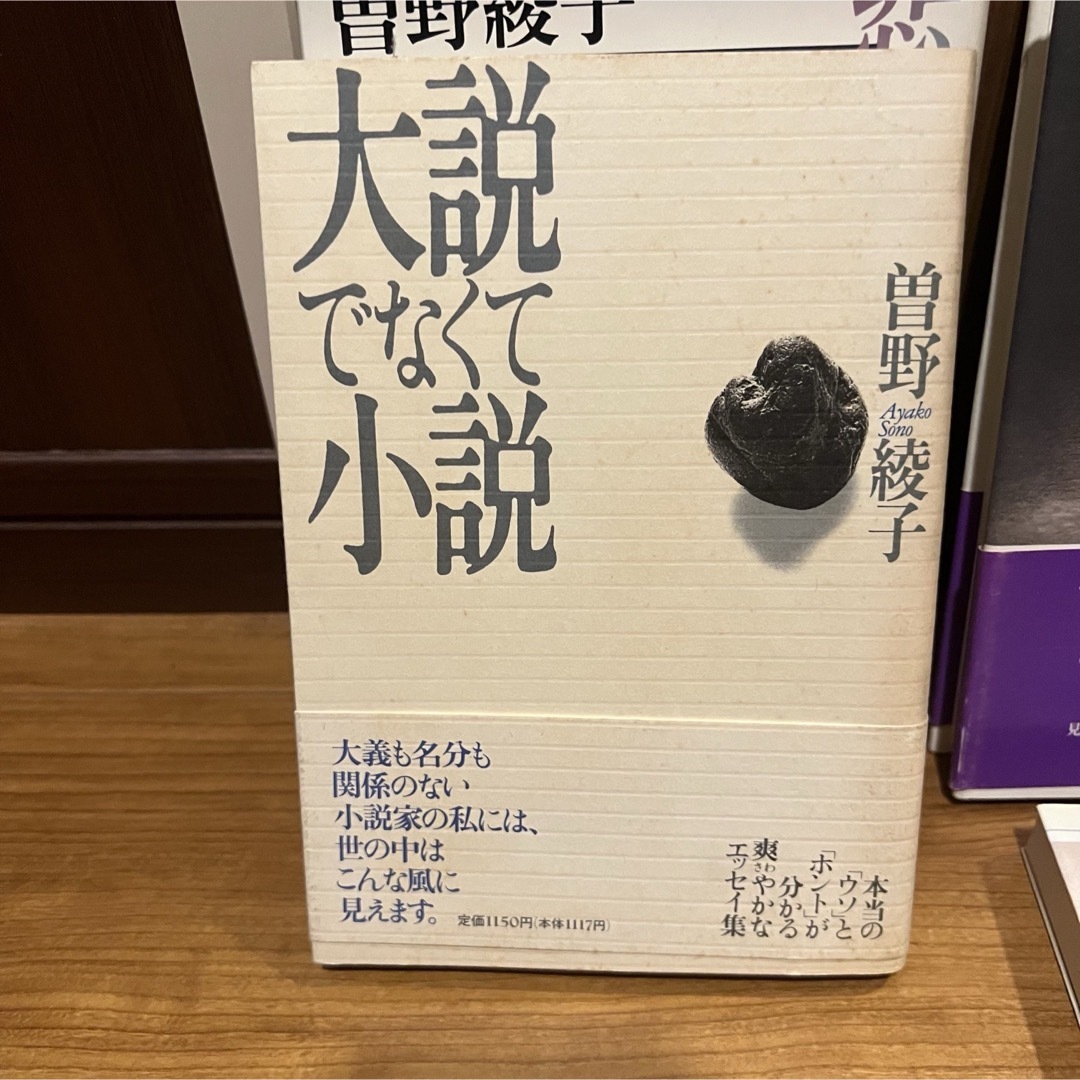 曽野綾子
大説
でなくて
小説
曽野
Ayako
Sono
綾子
大義も名分も
関係のない
小説家の私には、
世の中は
こんな風に
見えます。
定価1150円(本体1117円)
本当の
「ウソ」と
「ホント」が
分かる
爽さわやかな
エッセイ集
見